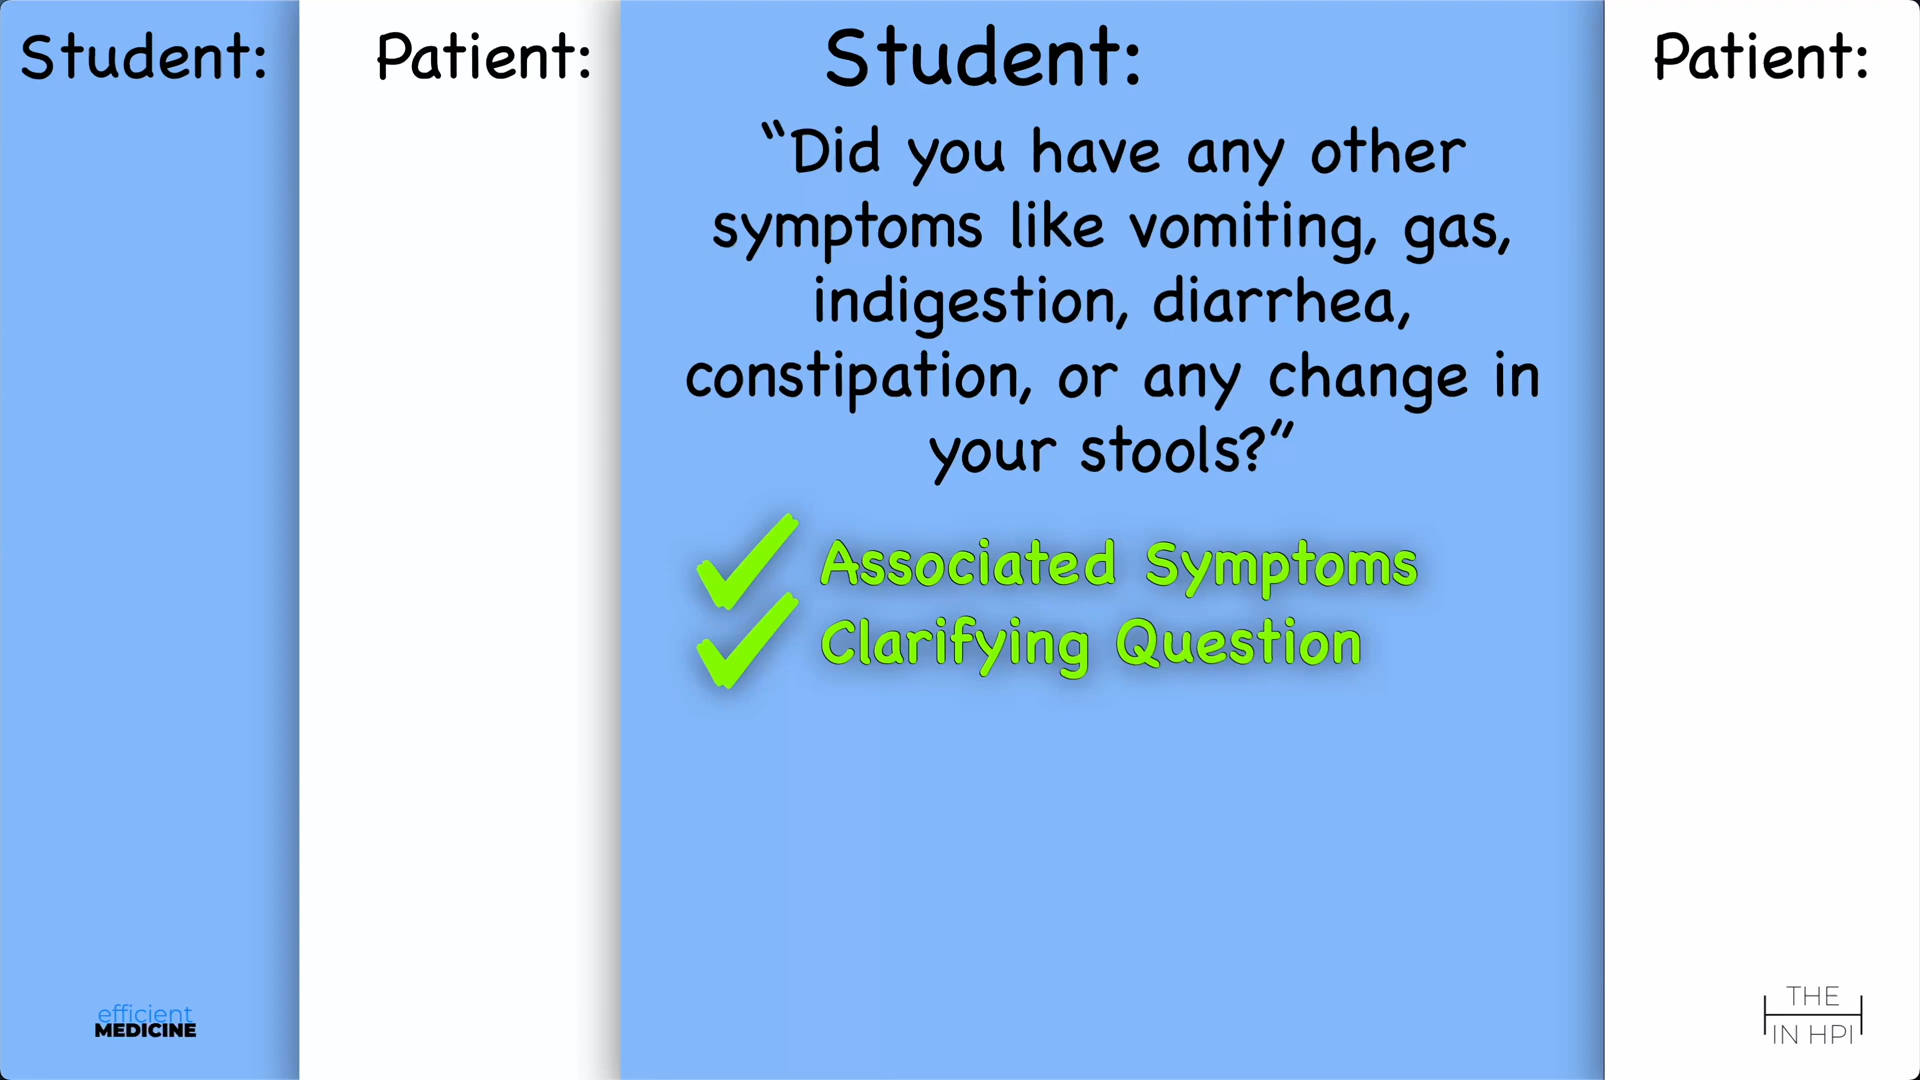 Student:
Patient:
Student:
"Did you have any other
symptoms like vomiting, gas,
indigestion, diarrhea,
constipation, or any change in
your stools?"
Associated Symptoms
Clarifying Question
Patient:
efficient
MEDICINE
THE
IN HPI